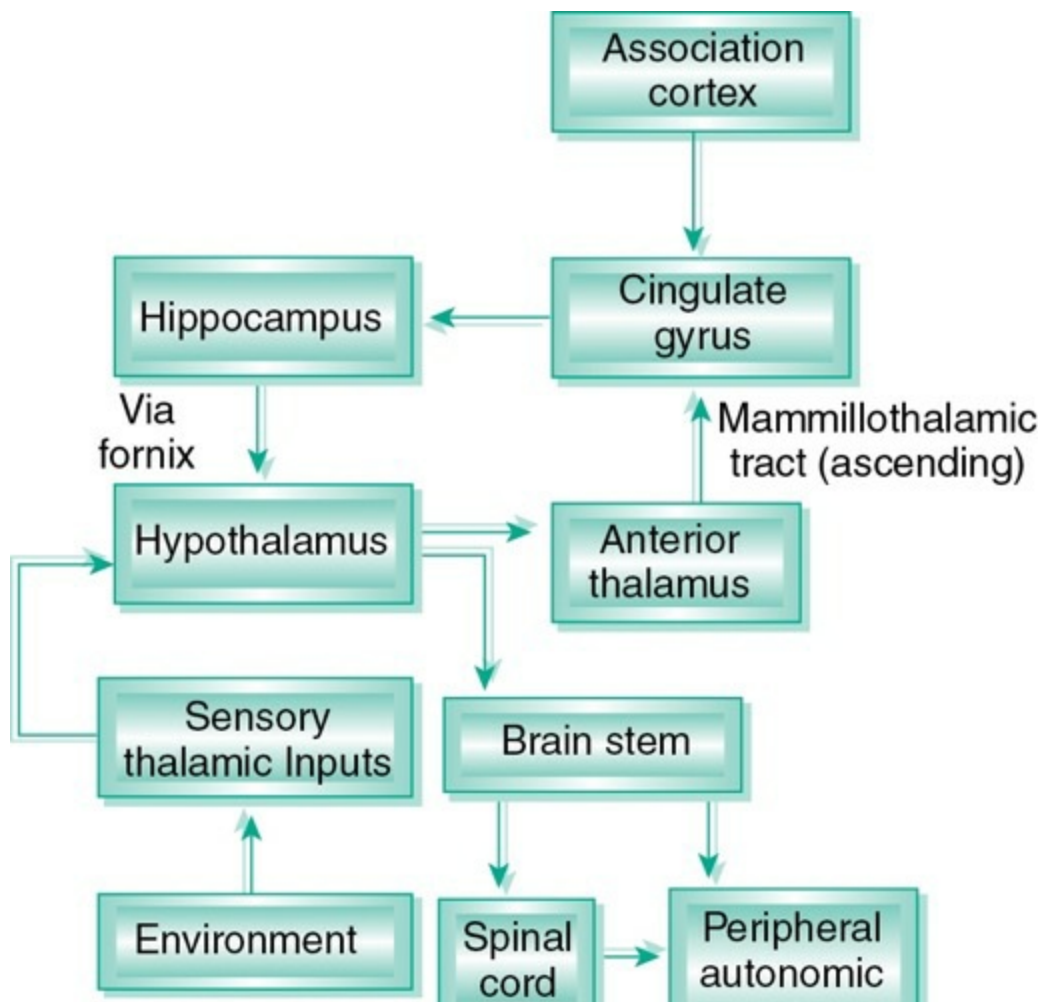 Association
cortex
Hippocampus
Cingulate
gyrus
Via
fornix
Mammillothalamic
tract (ascending)
Hypothalamus
Anterior
thalamus
Sensory
thalamic Inputs
Brain stem
Environment
Spinal
cord
Peripheral
autonomic